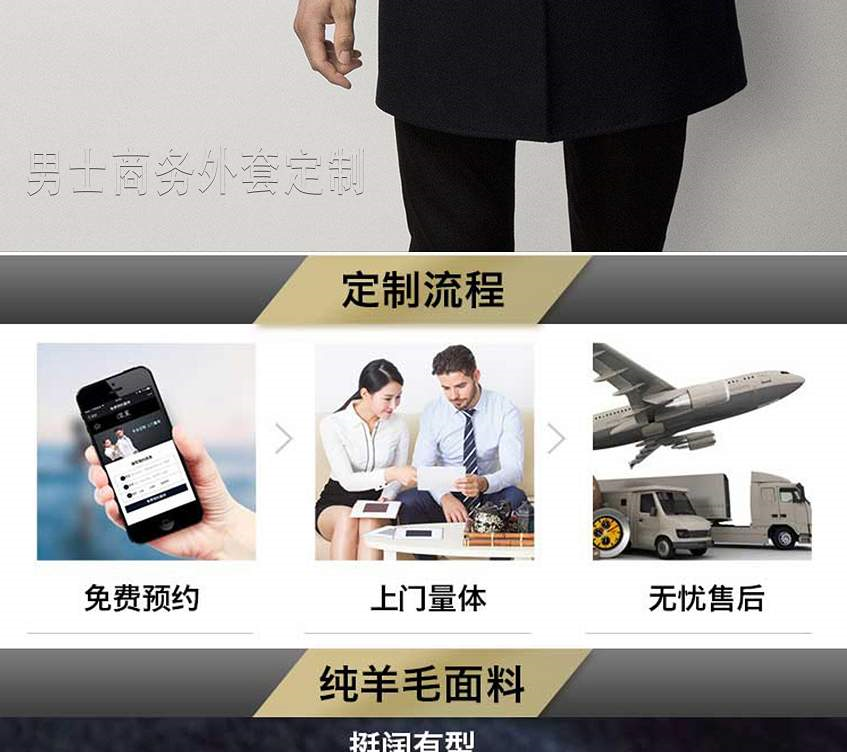 男士商务外套定制
定制流程
免费预约
上门量体
无忧售后
纯羊毛面料
挺阔有型